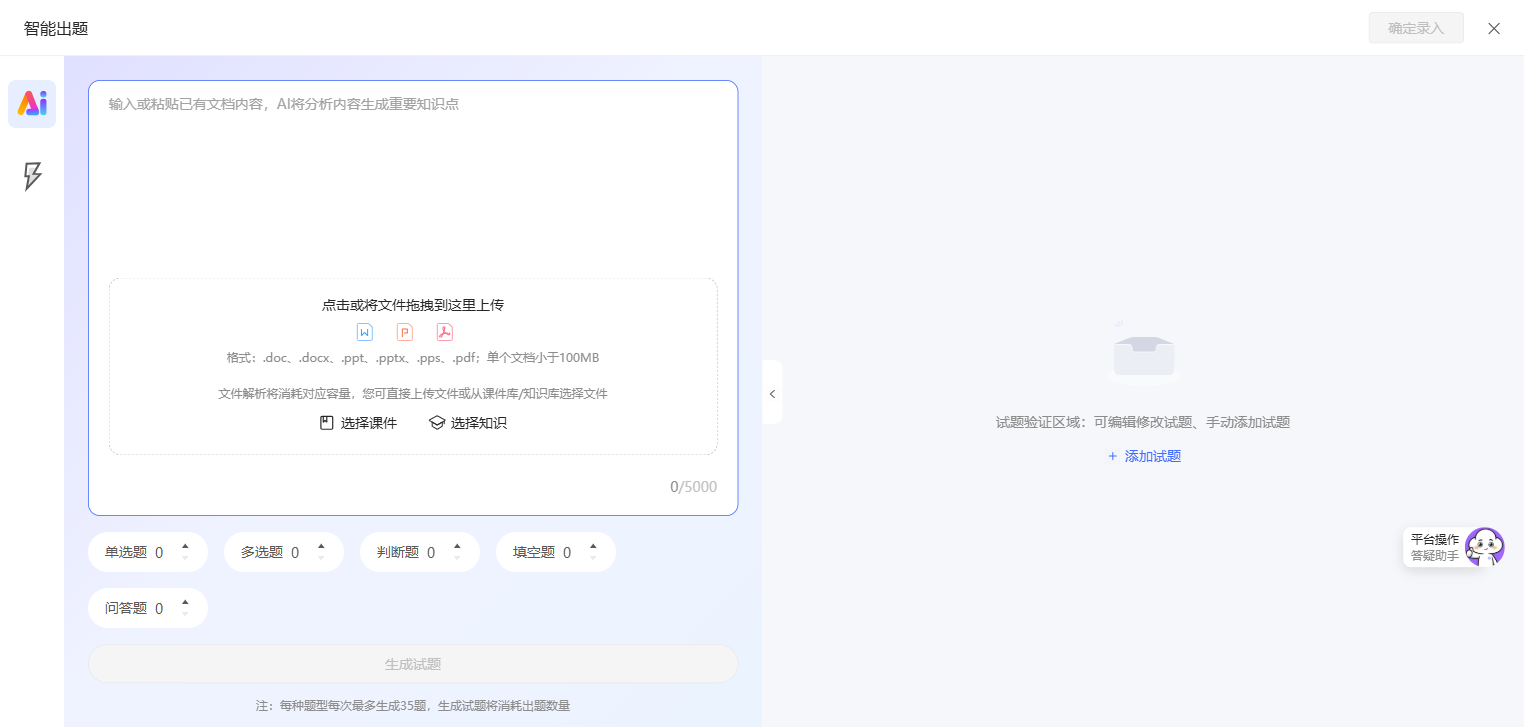 智能出题
确定录入
Ai
输入或粘贴已有文档内容，AI将分析内容生成重要知识点
点击或将文件拖拽到这里上传
W P
格式：.doc、.docx、.ppt、.pptx、.pps、.pdf；单个文档小于100MB
文件解析将消耗对应容量，您可直接上传文件或从课件库/知识库选择文件
选择课件 选择知识
0/5000
单选题 0 多选题 0 判断题 0 填空题 0
问答题 0
生成试题
注：每种题型每次最多生成35题，生成试题将消耗出题数量
试题验证区域：可编辑修改试题、手动添加试题
+ 添加试题
平台操作
答疑助手